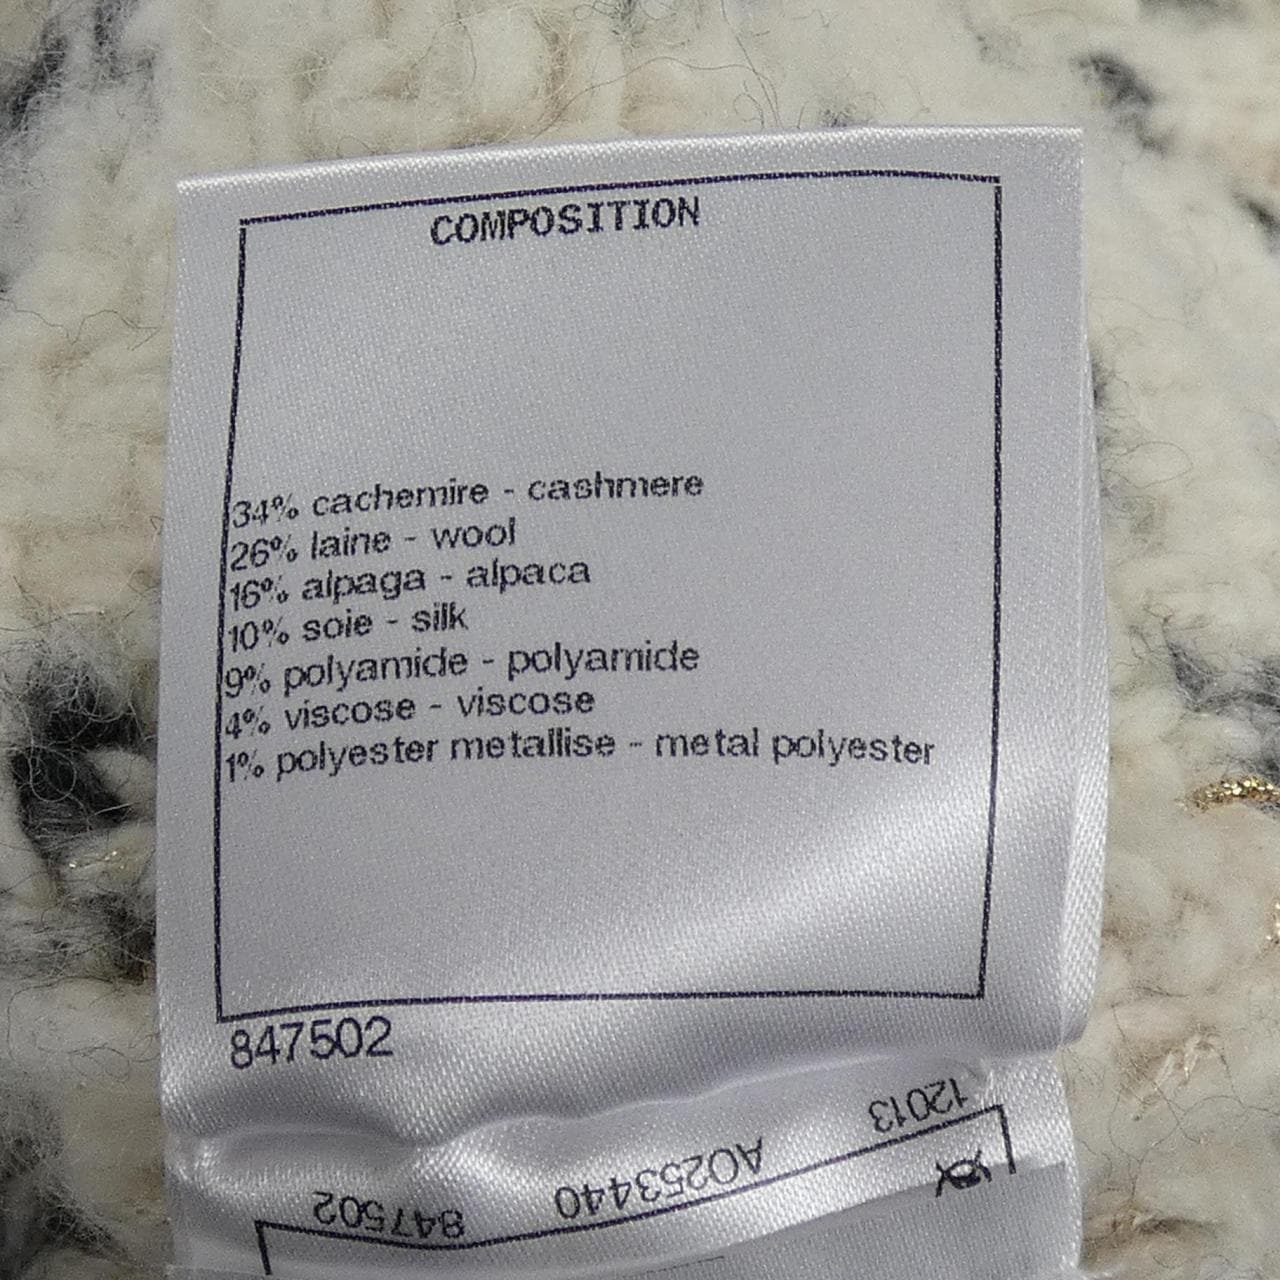 COMPOSITION
34% cachemire - cashmere
26% laine - wool
16% alpaga - alpaca
10% soie - silk
9% polyamide - polyamide
4% viscose - viscose
1% polyester metallise - metal polyester
847502
12013
A0253440
847502